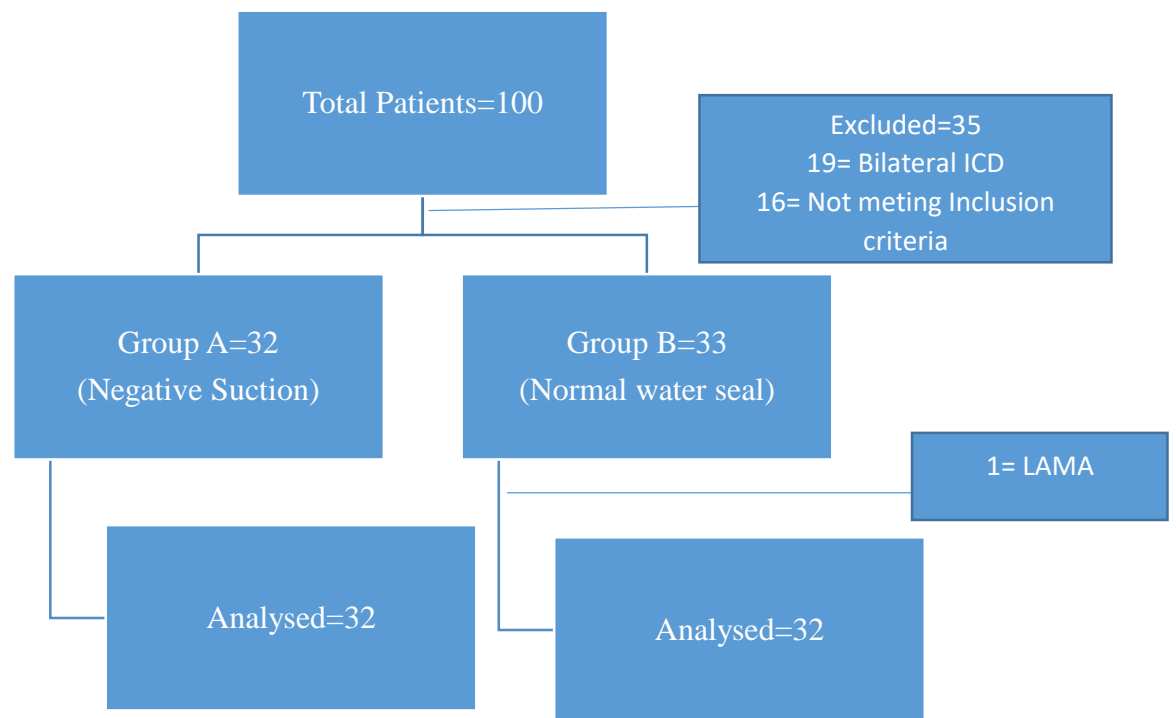 Total Patients=100
Excluded=35
19= Bilateral ICD
16= Not meting Inclusion
criteria
Group A=32
(Negative Suction)
Group B=33
(Normal water seal)
1= LAMA
Analysed=32
Analysed=32